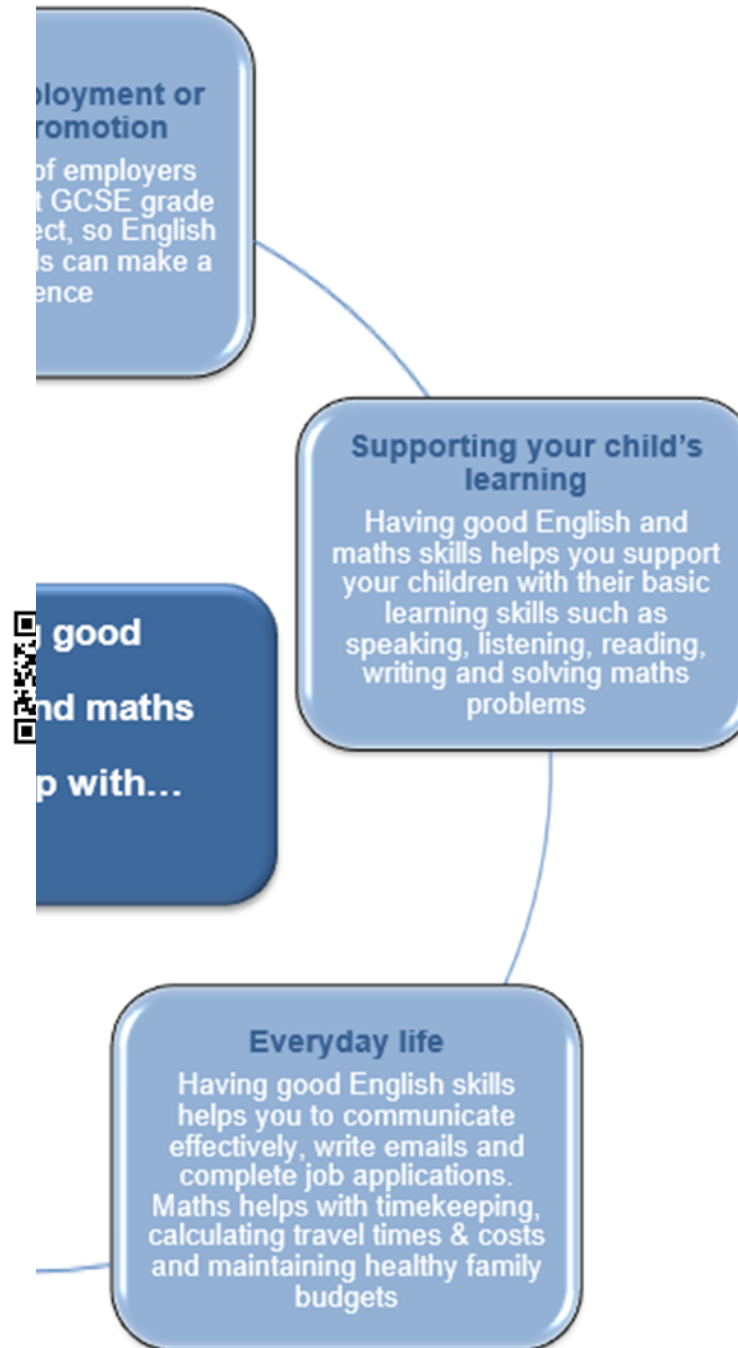 ployment or
romotion
of employers
t GCSE grade
ect, so English
ls can make a
ence
Supporting your child's
learning
Having good English and
maths skills helps you support
your children with their basic
learning skills such as
speaking, listening, reading,
writing and solving maths
problems
good
nd maths
p with...
Everyday life
Having good English skills
helps you to communicate
effectively, write emails and
complete job applications.
Maths helps with timekeeping,
calculating travel times & costs
and maintaining healthy family
budgets